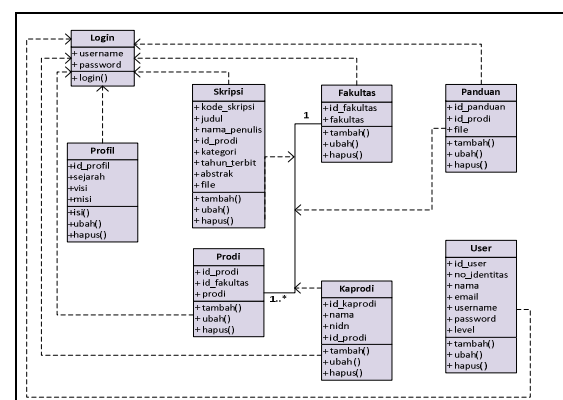 Login
+ username
+ password
+ login()
Skripsi
+ kode_skripsi
+ judul
+ nama_penulis
+ id_prodi
+ kategori
+ tahun_terbit
+ abstrak
+ file
+ tambah()
+ ubah()
+ hapus()
Fakultas
+ id_fakultas
+ fakultas
+ tambah()
+ ubah()
+ hapus()
1
Panduan
+ id_panduan
+ id_prodi
+ file
+ tambah()
+ ubah()
+ hapus()
Profil
+id_profil
+sejarah
+visi
+misi
+isi()
+ubah()
+hapus()
Prodi
+ id_prodi
+ id_fakultas
+ prodi
+ tambah()
+ ubah()
+ hapus()
1..*
Kaprodi
+ id_kaprodi
+ nama
+ nidn
+ id_prodi
+ tambah()
+ ubah()
+ hapus()
User
+ id_user
+ no_identitas
+ nama
+ email
+ username
+ password
+ level
+ tambah()
+ ubah()
+ hapus()